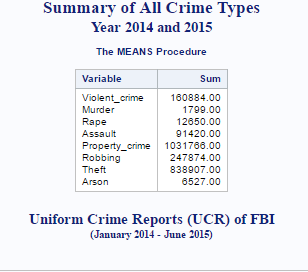 Summary of All Crime Types
Year 2014 and 2015
The MEANS Procedure
Variable Sum
Violent_crime 160884.00
Murder 1799.00
Rape 12650.00
Assault 91420.00
Property_crime 1031766.00
Robbing 247874.00
Theft 838907.00
Arson 6527.00
Uniform Crime Reports (UCR) of FBI
(January 2014 - June 2015)